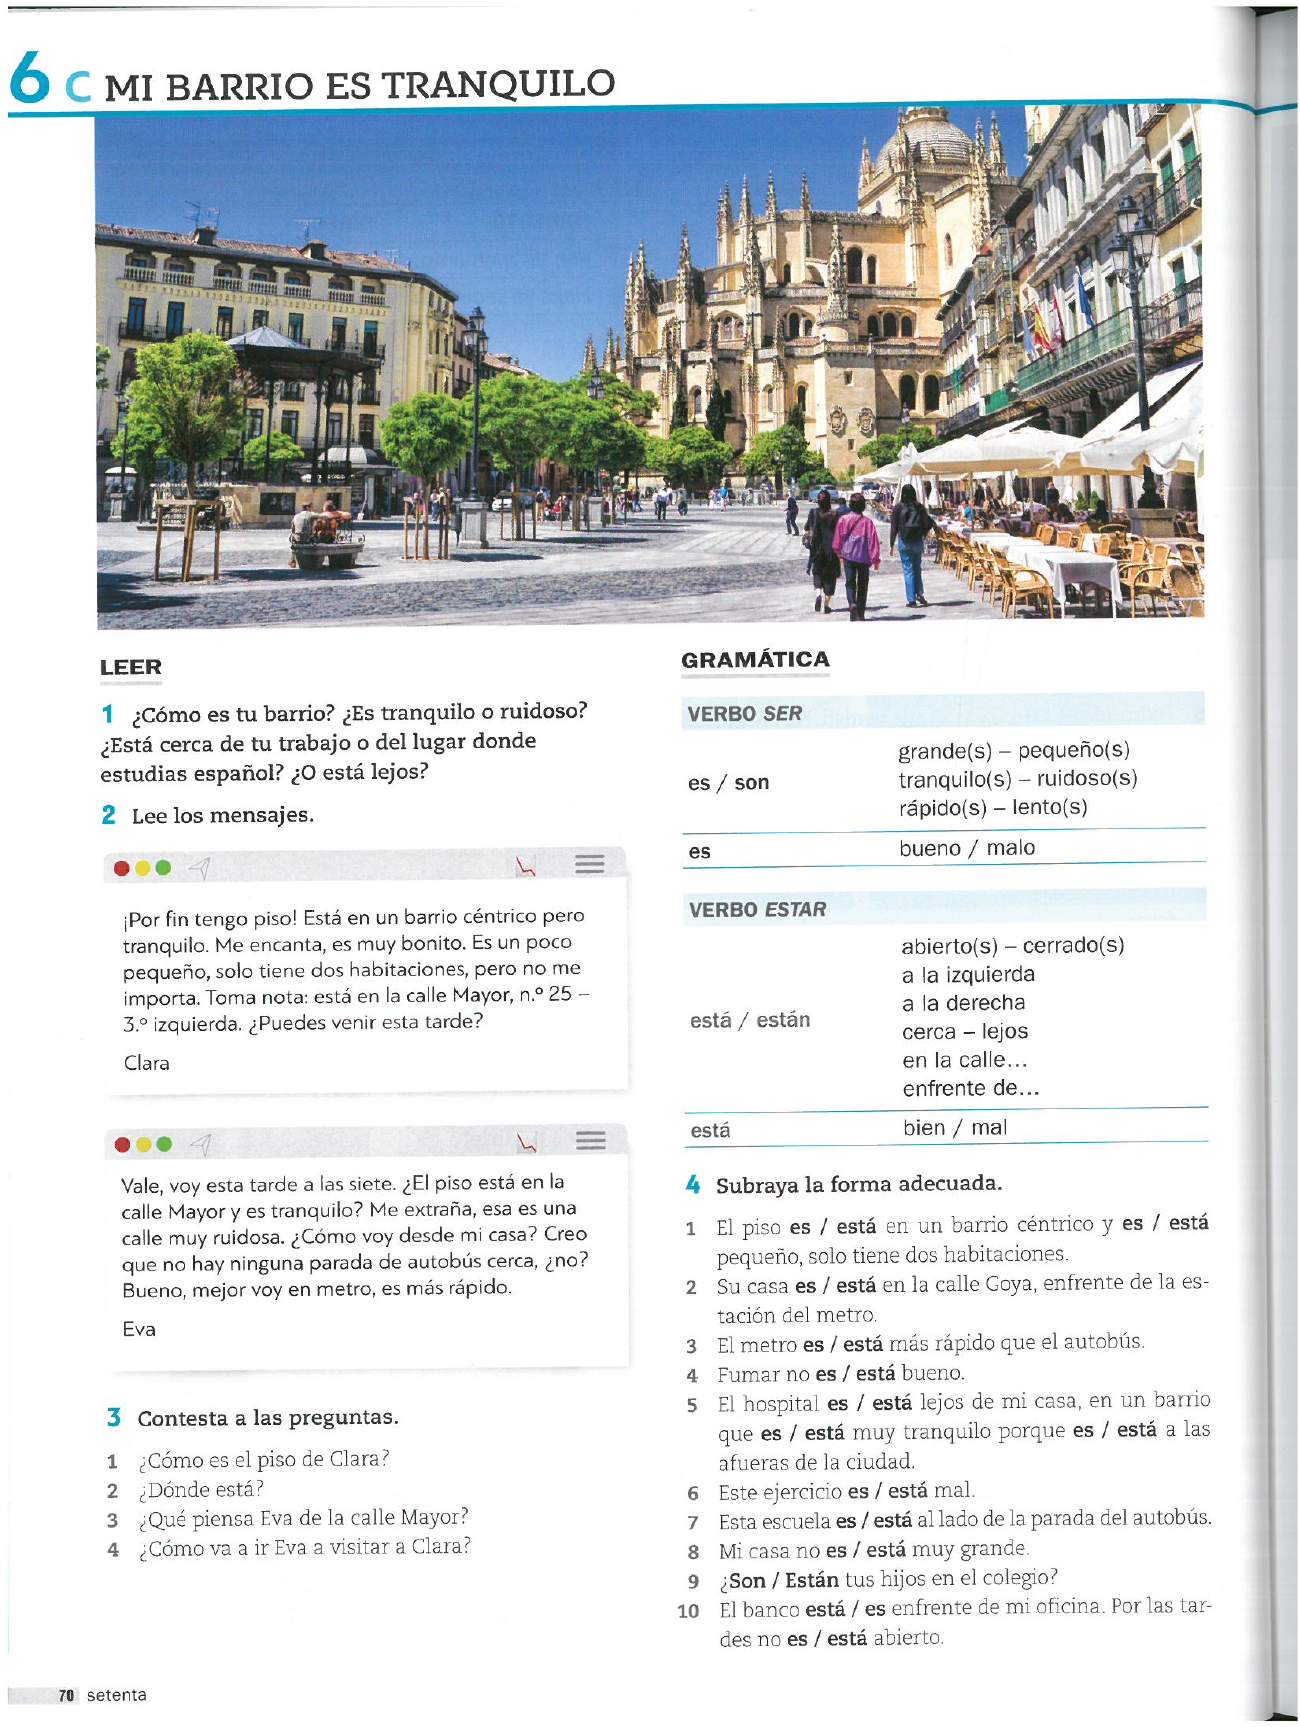 6 C MI BARRIO ES TRANQUILO
LEER
1 ¿Cómo es tu barrio? ¿Es tranquilo o ruidoso?
¿Está cerca de tu trabajo o del lugar donde
estudias español? ¿O está lejos?
2 Lee los mensajes.
¡Por fin tengo piso! Está en un barrio céntrico pero
tranquilo. Me encanta, es muy bonito. Es un poco
pequeño, solo tiene dos habitaciones, pero no me
importa. Toma nota: está en la calle Mayor, n.º 25 –
3.º izquierda. ¿Puedes venir esta tarde?
Clara
Vale, voy esta tarde a las siete. ¿El piso está en la
calle Mayor y es tranquilo? Me extraña, esa es una
calle muy ruidosa. ¿Cómo voy desde mi casa? Creo
que no hay ninguna parada de autobús cerca, ¿no?
Bueno, mejor voy en metro, es más rápido.
Eva
3 Contesta a las preguntas.
1 ¿Cómo es el piso de Clara?
2 ¿Dónde está?
3 ¿Qué piensa Eva de la calle Mayor?
4 ¿Cómo va a ir Eva a visitar a Clara?
GRAMÁTICA
VERBO SER
grande(s) – pequeño(s)
es / son tranquilo(s) – ruidoso(s)
rápido(s) – lento(s)
es bueno / malo
VERBO ESTAR
abierto(s) – cerrado(s)
a la izquierda
a la derecha
está / están cerca – lejos
en la calle...
enfrente de...
está bien / mal
4 Subraya la forma adecuada.
1 El piso es / está en un barrio céntrico y es / está
pequeño, solo tiene dos habitaciones.
2 Su casa es / está en la calle Goya, enfrente de la es-
tación del metro.
3 El metro es / está más rápido que el autobús.
4 Fumar no es / está bueno.
5 El hospital es / está lejos de mi casa, en un barrio
que es / está muy tranquilo porque es / está a las
afueras de la ciudad.
6 Este ejercicio es / está mal.
7 Esta escuela es / está al lado de la parada del autobús.
8 Mi casa no es / está muy grande.
9 ¿Son / Están tus hijos en el colegio?
10 El banco está / es enfrente de mi oficina. Por las tar-
des no es / está abierto.
70 setenta